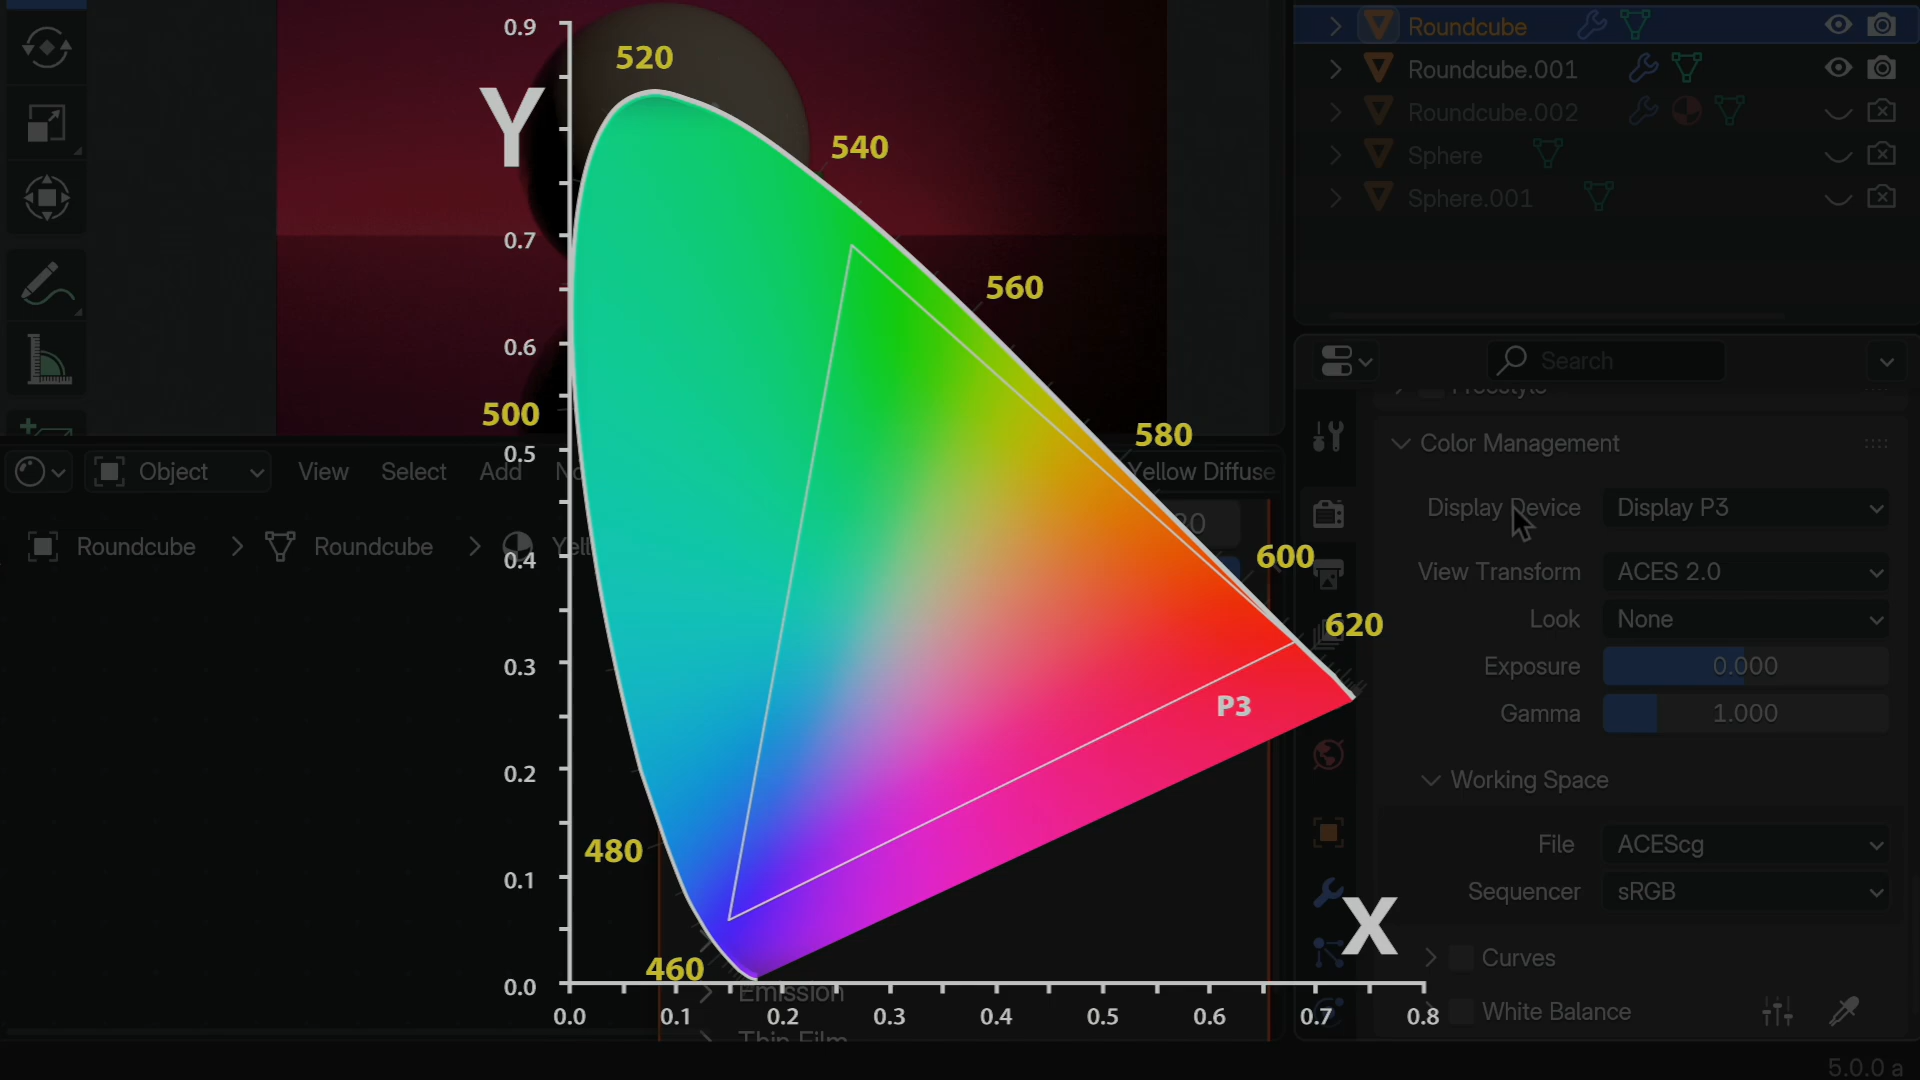 Roundcube
Roundcube.001
Roundcube.002
Sphere
Sphere.001
Search
Freestyle
Color Management
Display Device
Display P3
View Transform
ACES 2.0
Look
None
Exposure
0.000
Gamma
1.000
Working Space
File
ACEScg
Sequencer
sRGB
Curves
White Balance
5.0.0 a
Object
View
Select
Add
Yellow Diffuse
Roundcube
Roundcube
Emission
Thin Film
Y
X
P3
520
540
560
580
600
620
500
480
460
0.9
0.7
0.6
0.5
0.4
0.3
0.2
0.1
0.0
0.0
0.1
0.2
0.3
0.4
0.5
0.6
0.7
0.8